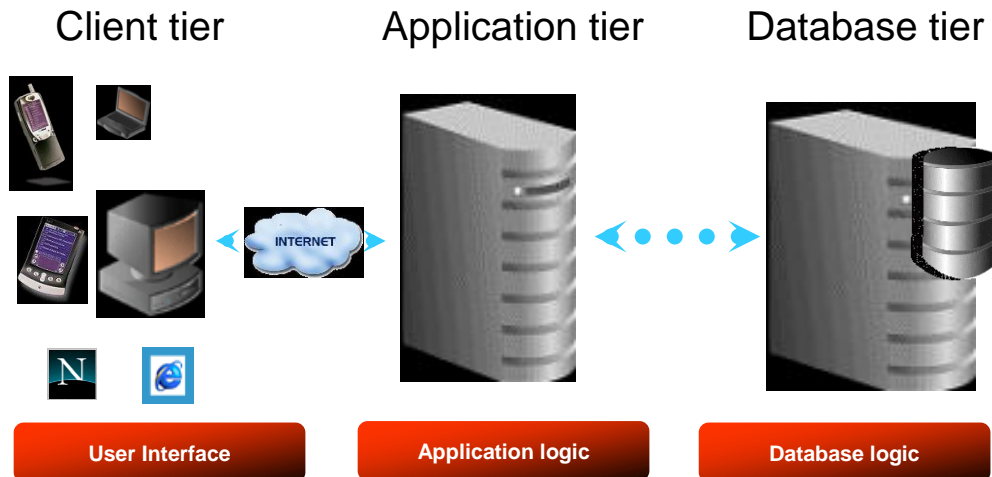 Client tier
Application tier
Database tier
INTERNET
N
User Interface
Application logic
Database logic